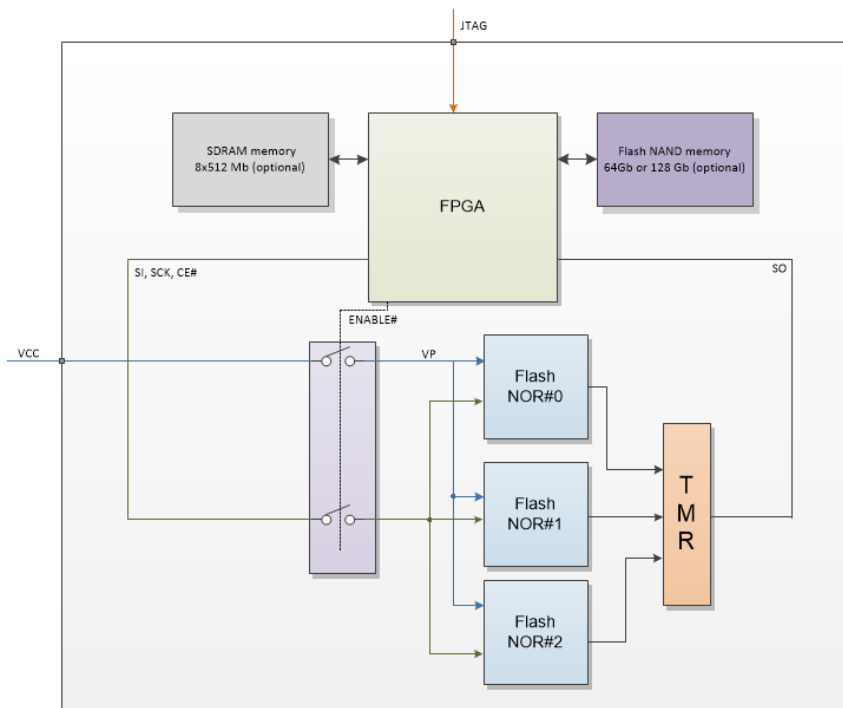 JTAG
SDRAM memory
8x512 Mb (optional)
FPGA
Flash NAND memory
64Gb or 128 Gb (optional)
SI, SCK, CE#
SO
ENABLE#
VCC
VP
Flash
NOR#0
Flash
NOR#1
Flash
NOR#2
T
M
R